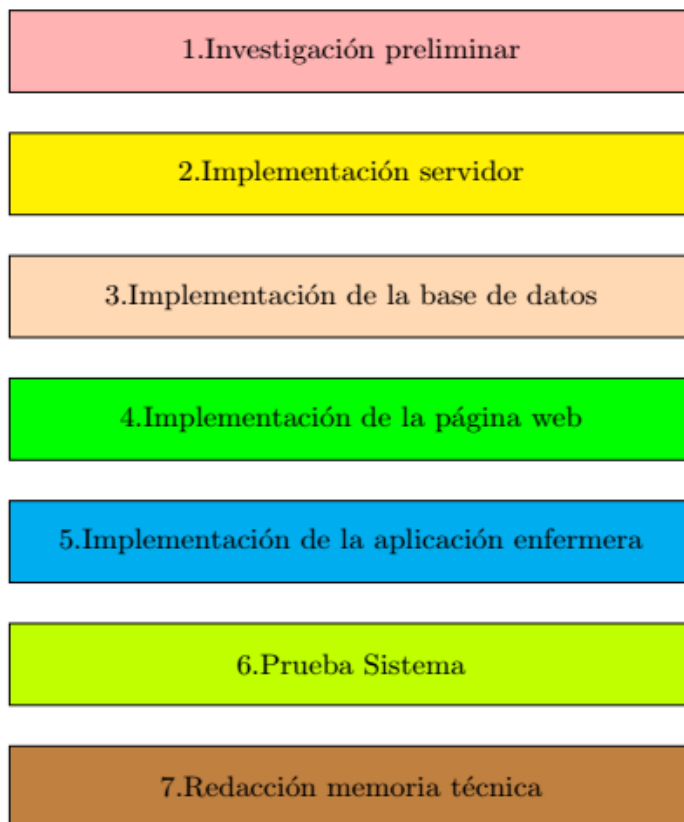 1.Investigación preliminar
2.Implementación servidor
3.Implementación de la base de datos
4.Implementación de la página web
5.Implementación de la aplicación enfermera
6.Prueba Sistema
7.Redacción memoria técnica